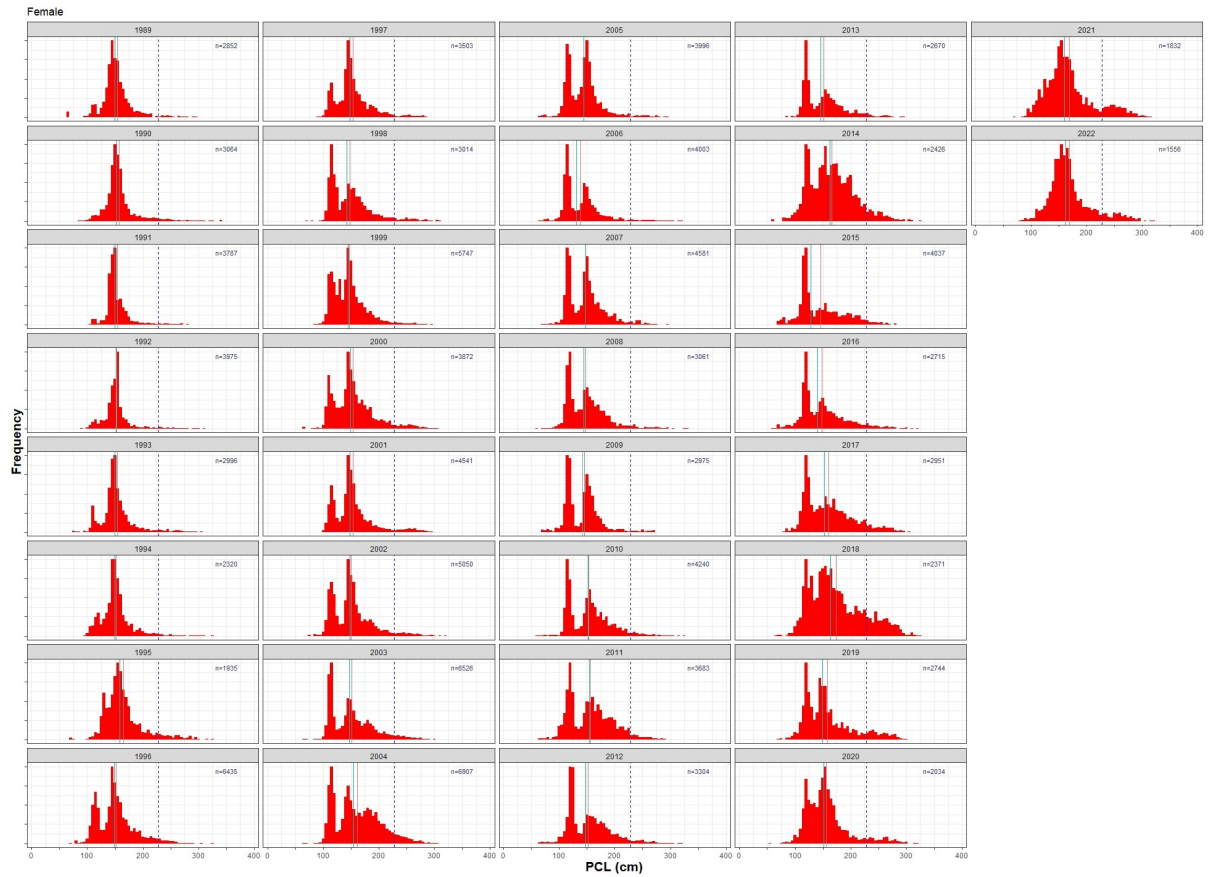 Female
1989 1997 2005 2013 2021
n=2852 n=3503 n=3996 n=2670 n=1832
1990 1998 2006 2014 2022
n=3064 n=3014 n=4003 n=2426 n=1556
1991 1999 2007 2015
n=3787 n=5747 n=4581 n=4037
1992 2000 2008 2016
n=3975 n=3872 n=3061 n=2715
1993 2001 2009 2017
n=2996 n=4541 n=2975 n=2951
1994 2002 2010 2018
n=2320 n=5050 n=4240 n=2371
1995 2003 2011 2019
n=1935 n=6526 n=3683 n=2744
1996 2004 2012 2020
n=6435 n=6907 n=3304 n=2034
0 100 200 300 400
0 100 200 300 400
0 100 200 300 400
0 100 200 300 400
0 100 200 300 400
Frequency
PCL (cm)